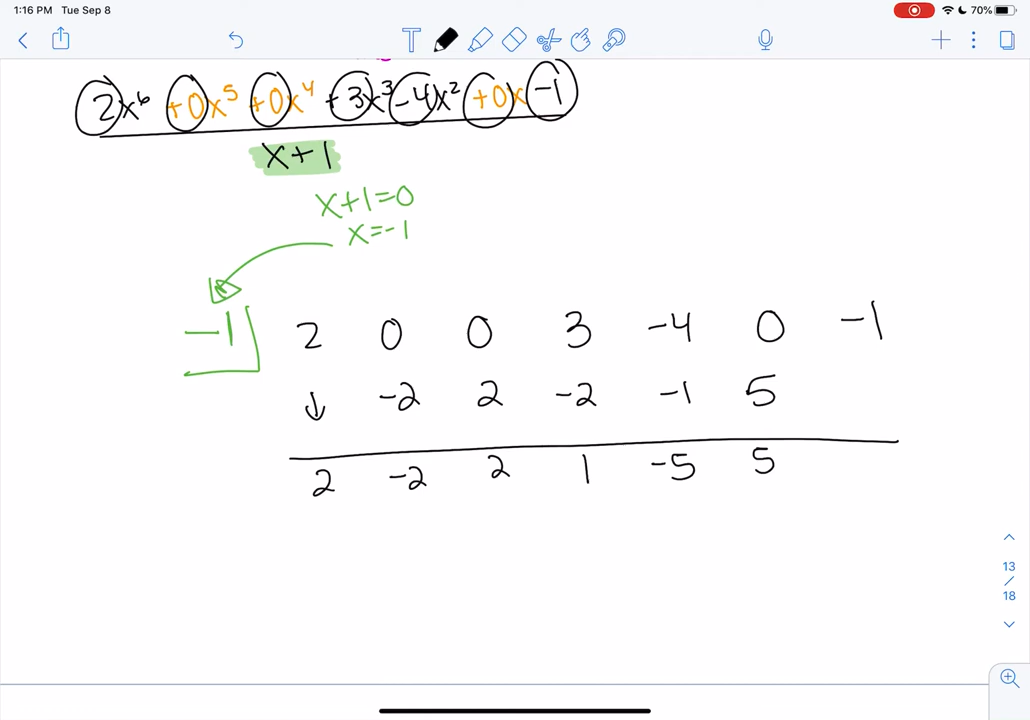 1:16 PM Tue Sep 8
70%
T
2x⁶ +0x⁵ +0x⁴ +3x³ -4x² +0x -1
x+1
x+1=0
x=-1
-1 2 0 0 3 -4 0 -1
↓ -2 2 -2 -1 5
2 -2 2 1 -5 5
13
/
18